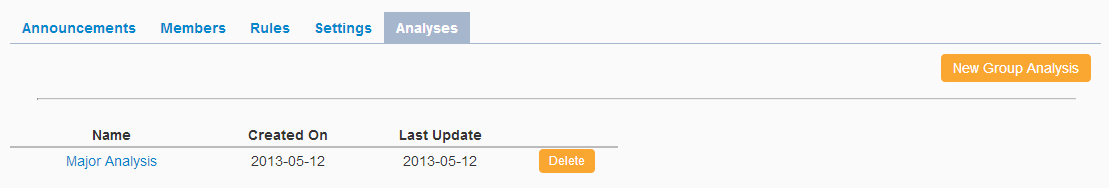 Announcements Members Rules Settings Analyses
New Group Analysis
Name Created On Last Update
Major Analysis 2013-05-12 2013-05-12 Delete